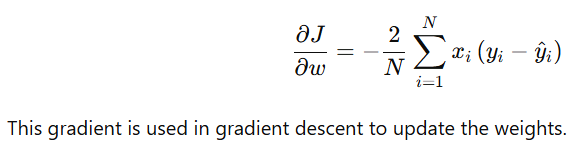 ∂J/∂w = −2/N ∑_{i=1}^{N} x_i (y_i − ŷ_i)
This gradient is used in gradient descent to update the weights.